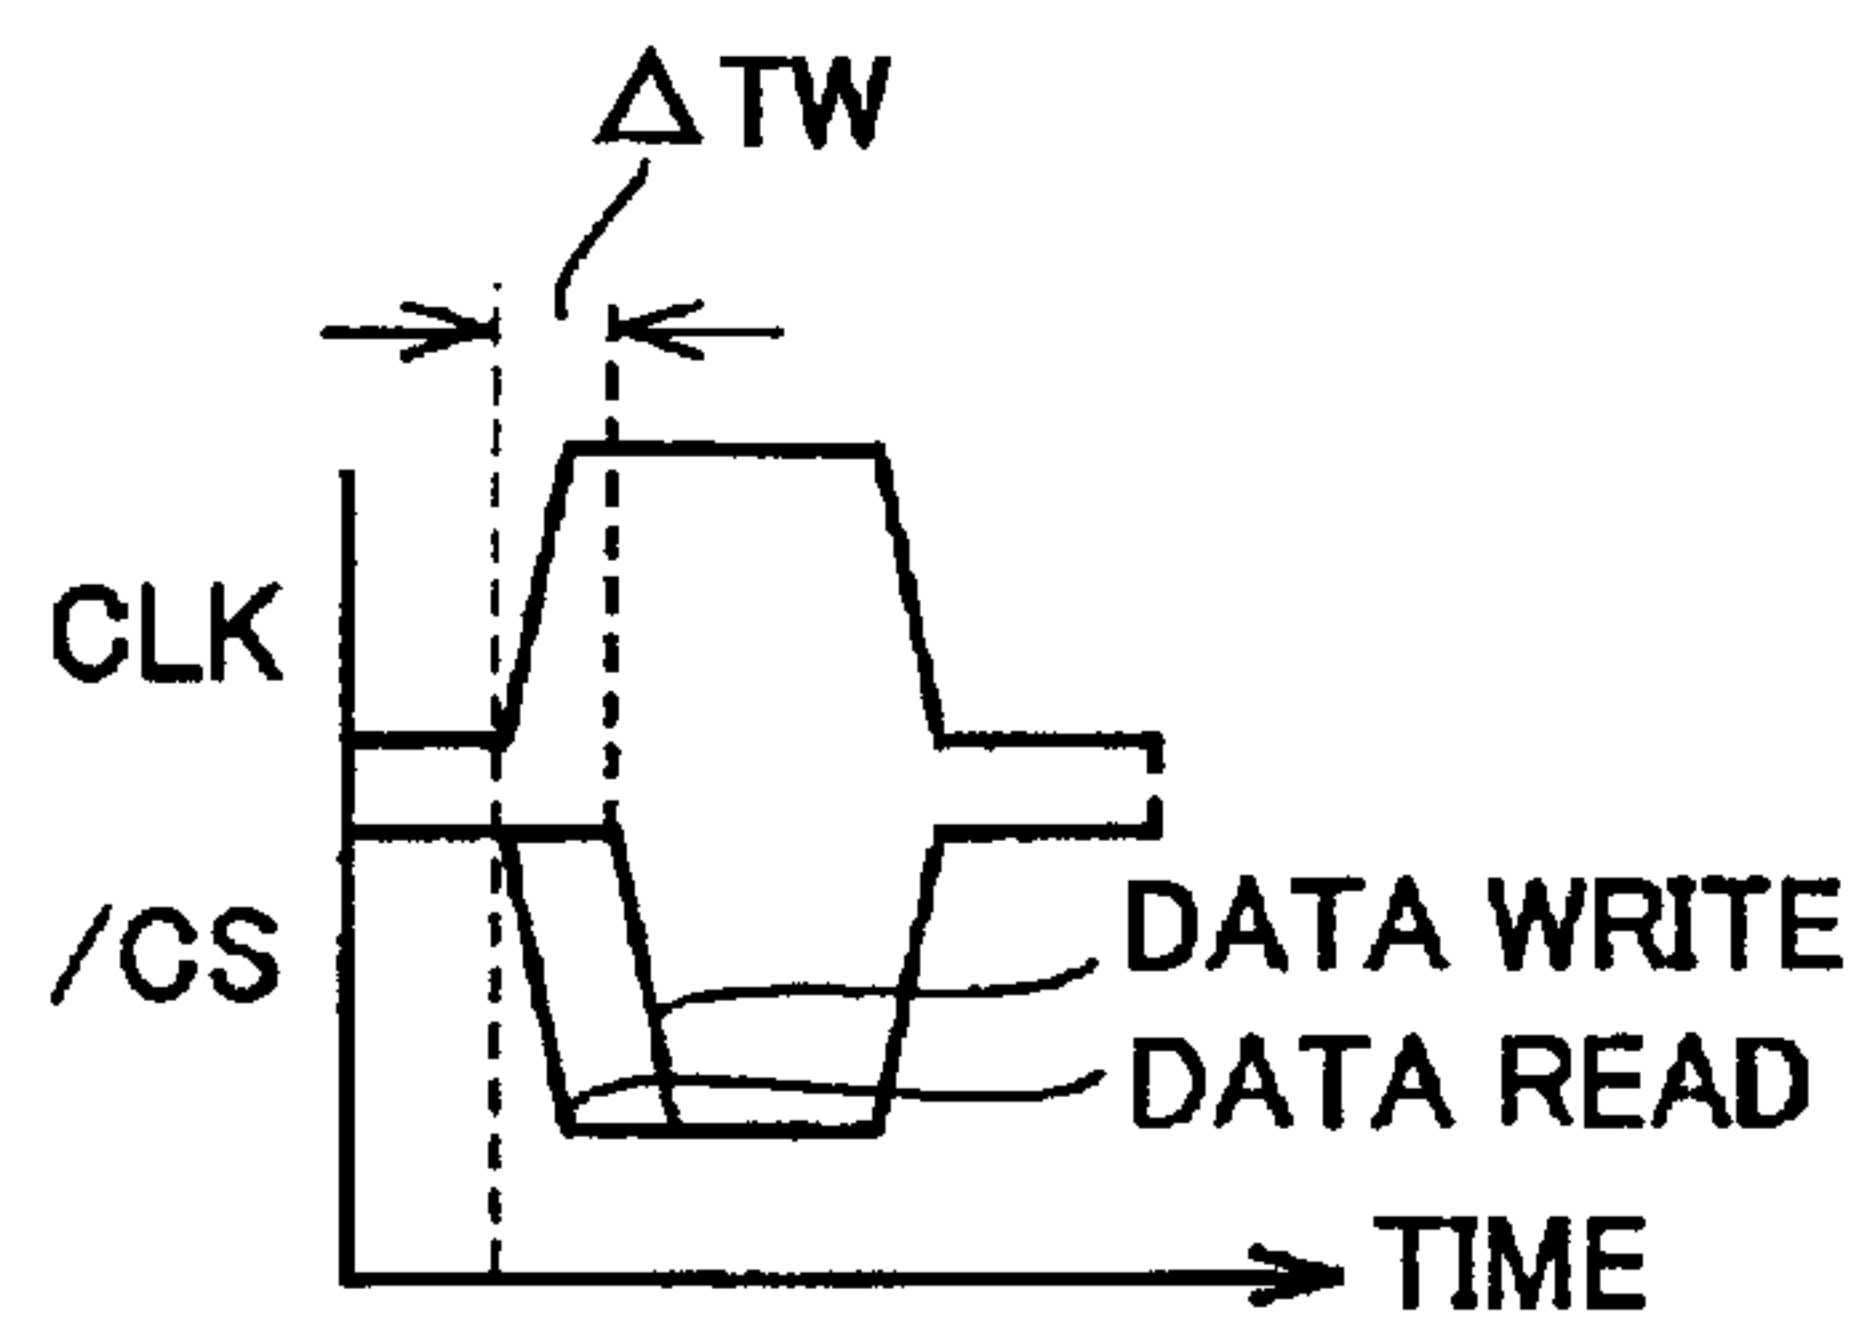 ΔTW
CLK
/CS
DATA WRITE
DATA READ
TIME